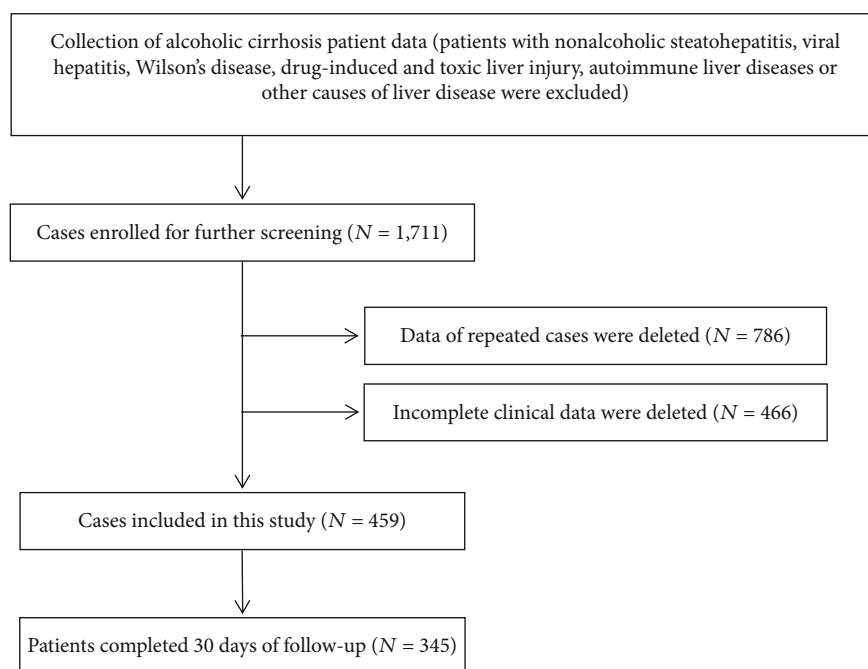 Collection of alcoholic cirrhosis patient data (patients with nonalcoholic steatohepatitis, viral
hepatitis, Wilson’s disease, drug-induced and toxic liver injury, autoimmune liver diseases or
other causes of liver disease were excluded)
Cases enrolled for further screening (N = 1,711)
Data of repeated cases were deleted (N = 786)
Incomplete clinical data were deleted (N = 466)
Cases included in this study (N = 459)
Patients completed 30 days of follow-up (N = 345)